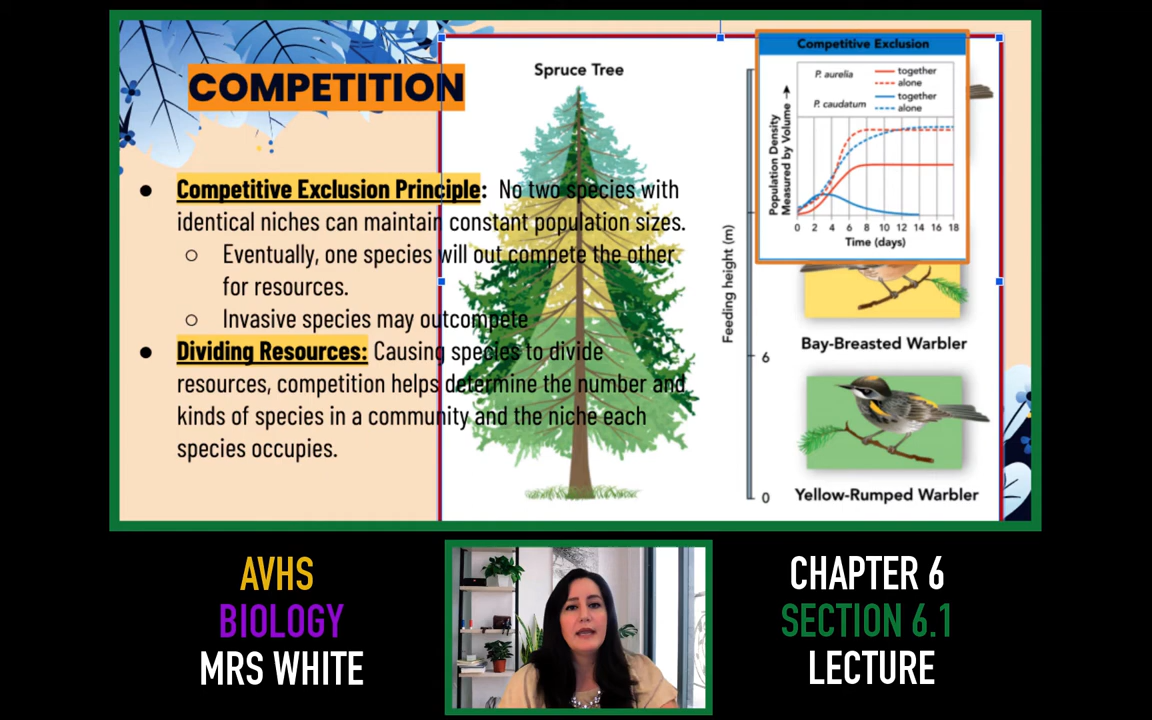 COMPETITION
● Competitive Exclusion Principle: No two species with
identical niches can maintain constant population sizes.
○ Eventually, one species will out compete the other
for resources.
○ Invasive species may outcompete
● Dividing Resources: Causing species to divide
resources, competition helps determine the number and
kinds of species in a community and the niche each
species occupies.
Spruce Tree
Feeding height (m)
6
0
Competitive Exclusion
P. aurelia
together
alone
P. caudatum
together
alone
Population Density
Measured by Volume
0 2 4 6 8 10 12 14 16 18
Time (days)
Bay-Breasted Warbler
Yellow-Rumped Warbler
AVHS
BIOLOGY
MRS WHITE
CHAPTER 6
SECTION 6.1
LECTURE